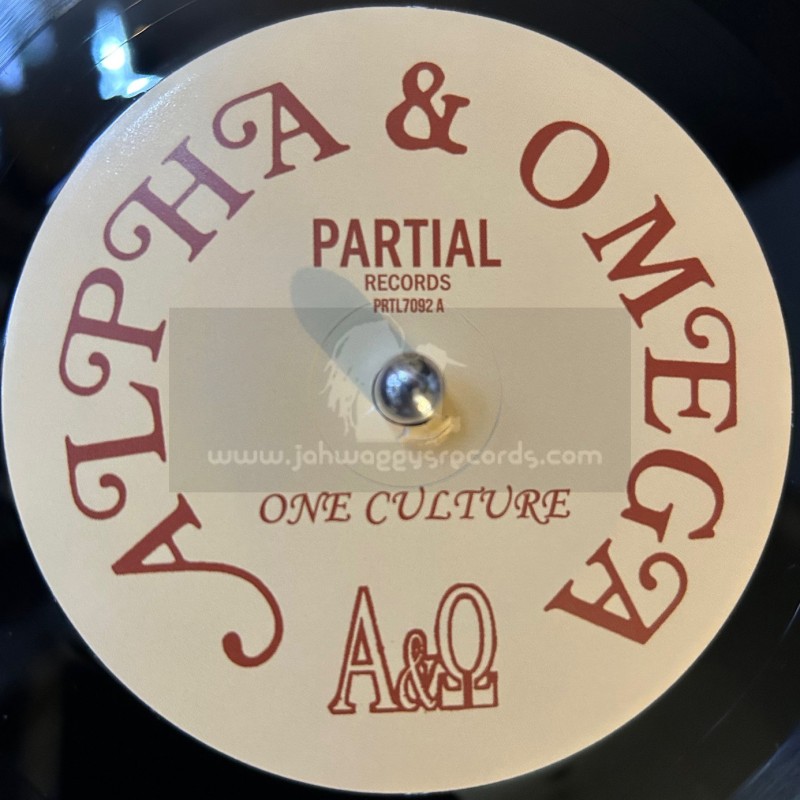 ALPHA & OMEGA
PARTIAL
RECORDS
PRTL7092 A
www.jahwaggysrecords.com
ONE CULTURE
A&Ω